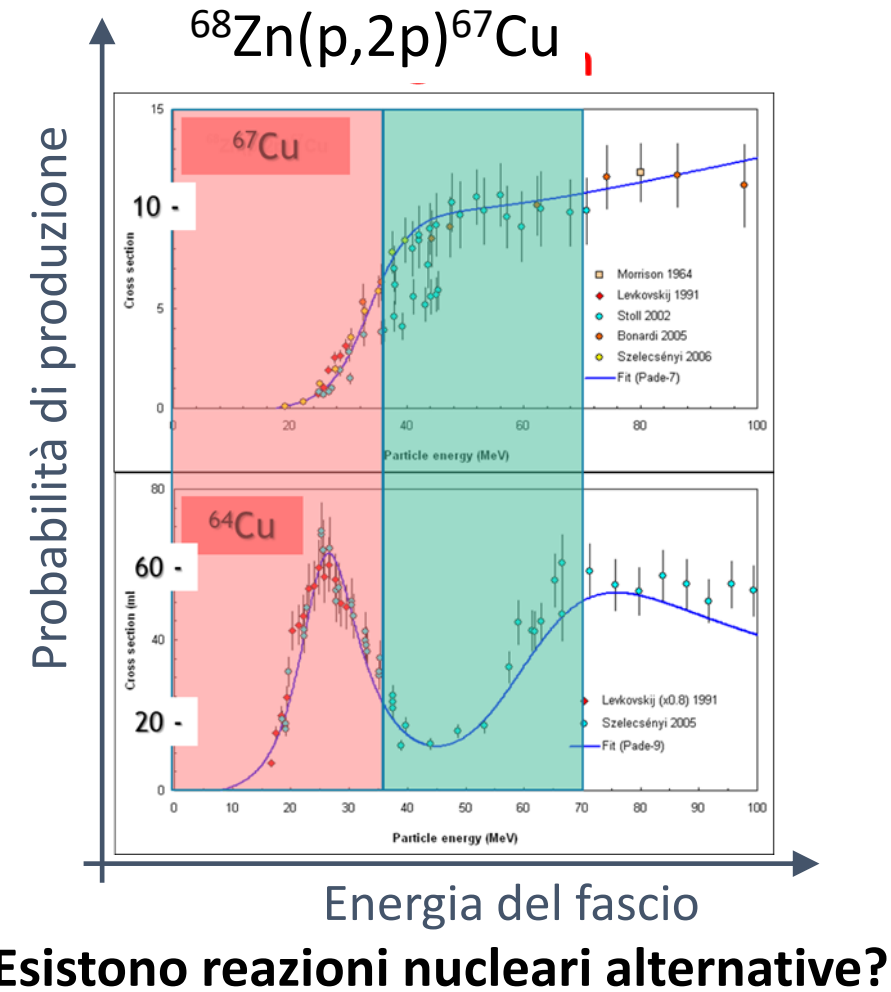 ⁶⁸Zn(p,2p)⁶⁷Cu
Probabilità di produzione
15
⁶⁷Cu
10 -
Cross section
5
0
Morrison 1964
Levkovskij 1991
Stoll 2002
Bonardi 2005
Szelecsényi 2006
Fit (Pade-7)
0 20 40 60 80 100
Particle energy (MeV)
80
⁶⁴Cu
60 -
Cross section (ml
40
20 -
0
Levkovskij (x0.8) 1991
Szelecsényi 2005
Fit (Pade-9)
0 10 20 30 40 50 60 70 80 90 100
Particle energy (MeV)
Energia del fascio
Esistono reazioni nucleari alternative?